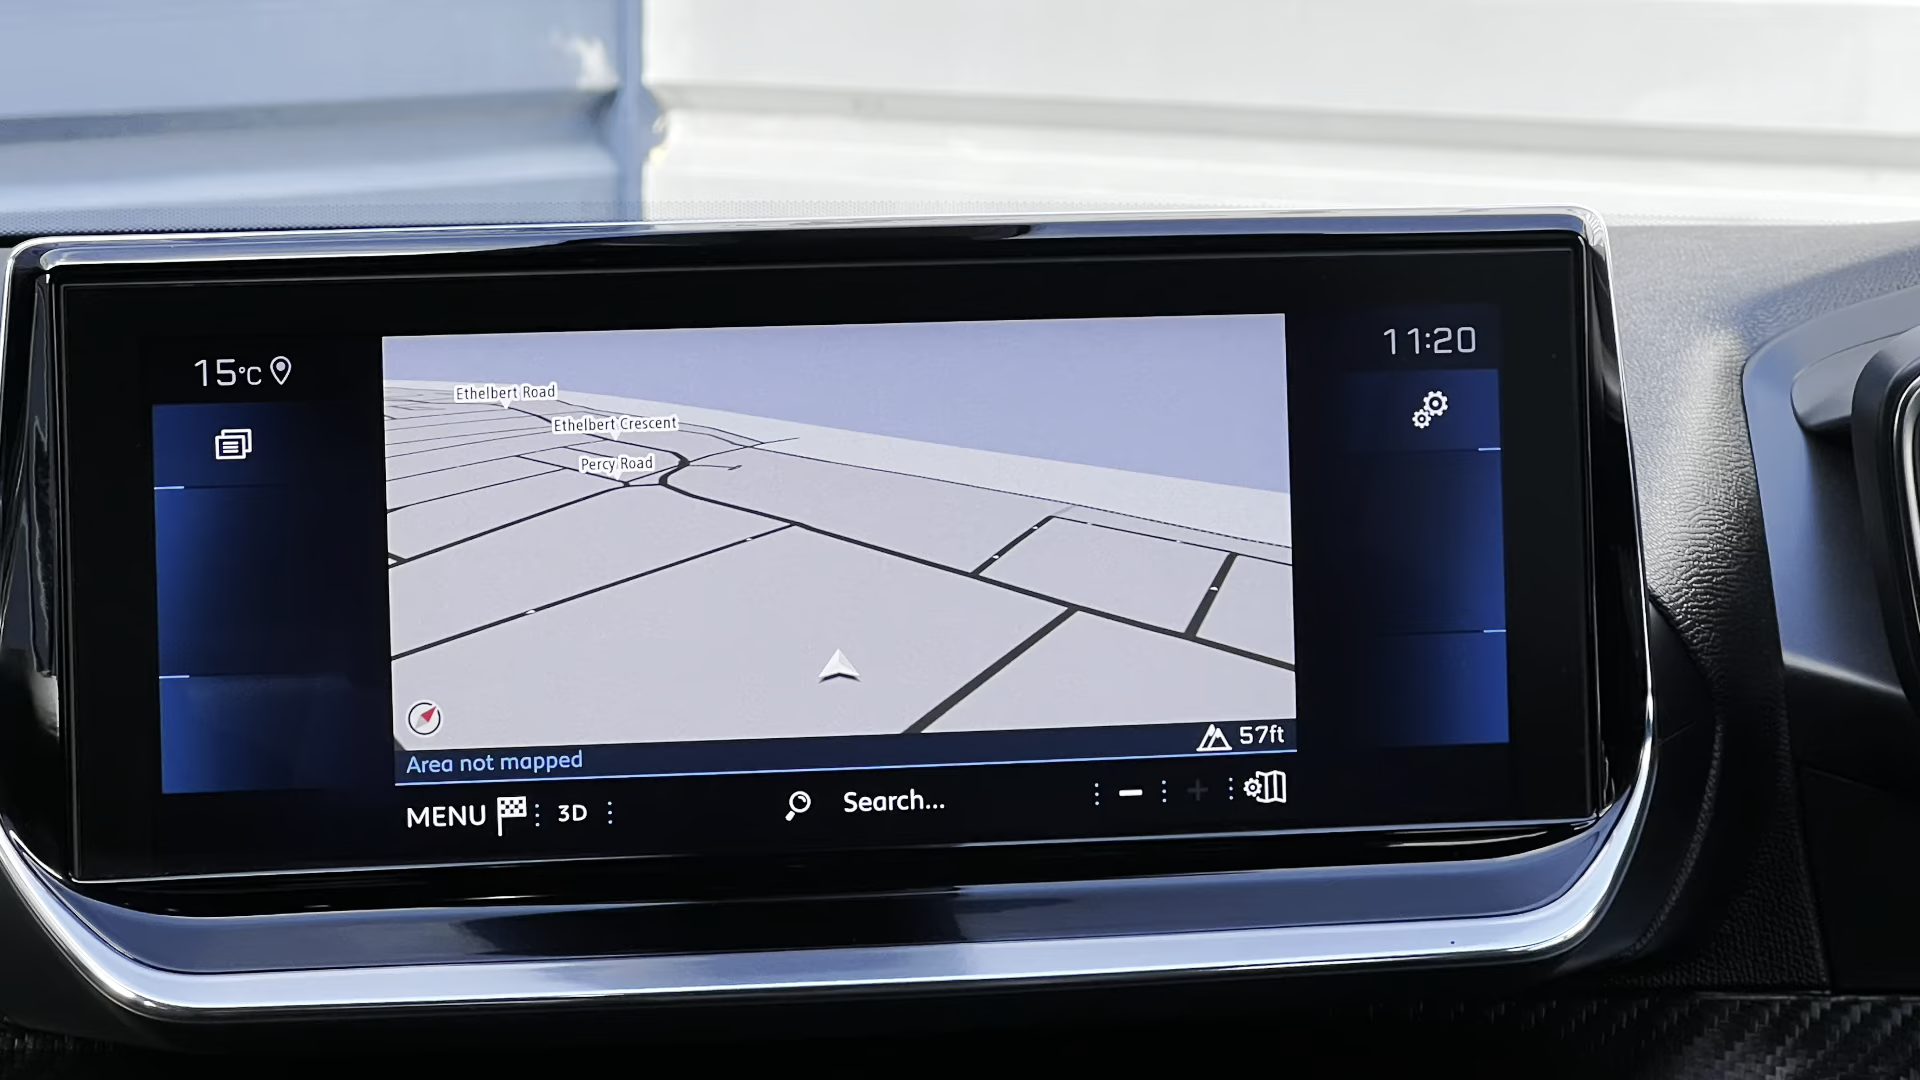 15°C
11:20
Ethelbert Road
Ethelbert Crescent
Percy Road
57ft
Area not mapped
MENU
3D
Search...